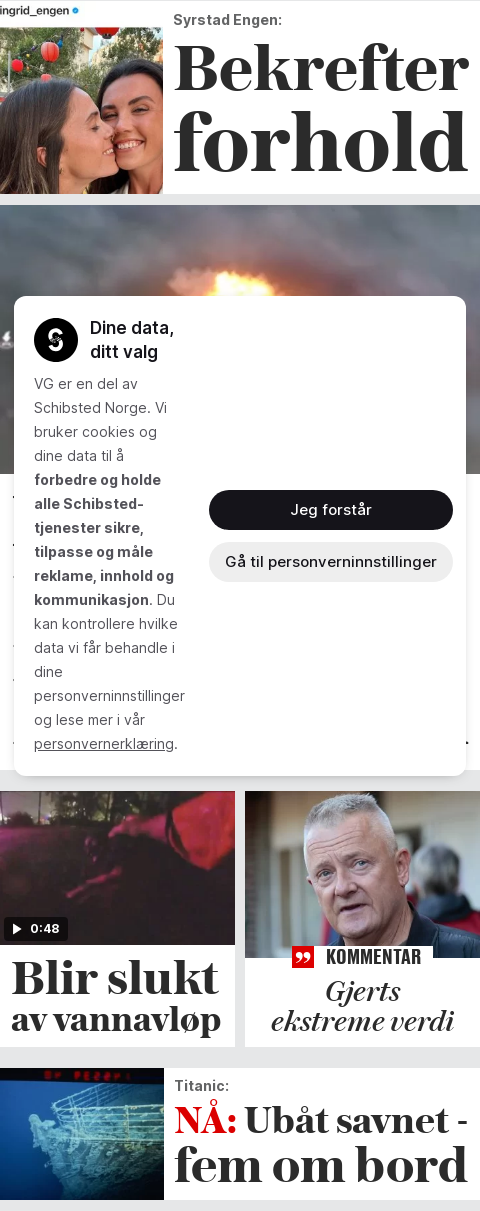 ingrid_engen
Syrstad Engen:
Bekrefter
forhold
Dine data,
ditt valg
VG er en del av
Schibsted Norge. Vi
bruker cookies og
dine data til å
forbedre og holde
alle Schibsted-
tjenester sikre,
tilpasse og måle
reklame, innhold og
kommunikasjon. Du
kan kontrollere hvilke
data vi får behandle i
dine
personverninnstillinger
og lese mer i vår
personvernerklæring.
Jeg forstår
Gå til personverninnstillinger
0:48
Blir slukt
av vannavløp
KOMMENTAR
Gjerts
ekstreme verdi
Titanic:
NÅ: Ubåt savnet -
fem om bord